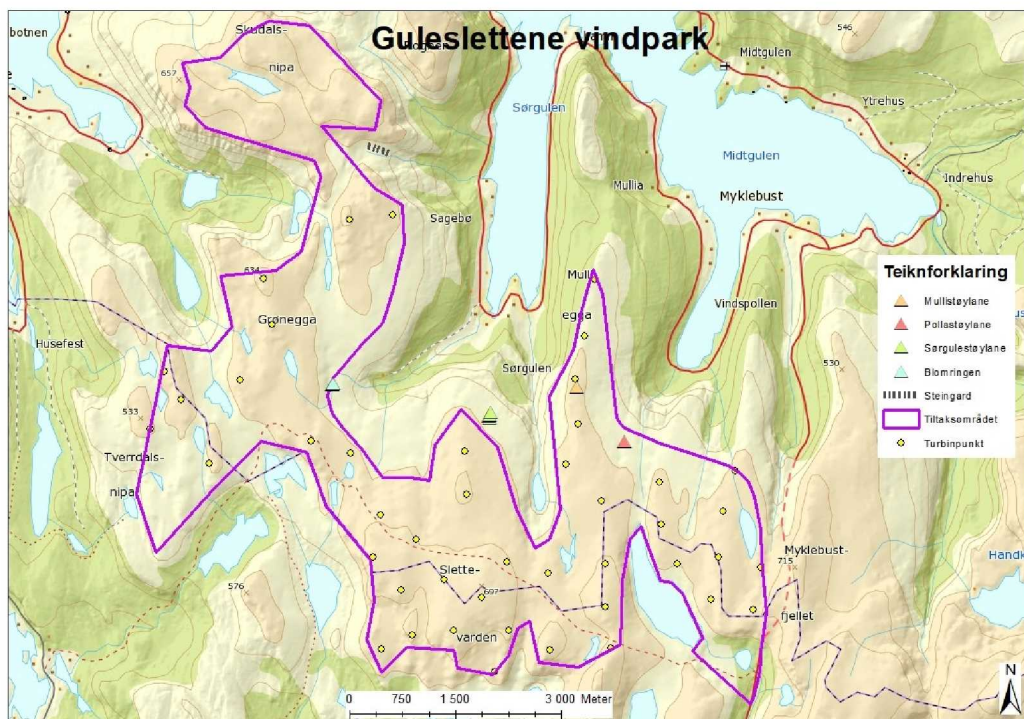 Guleslettene vindpark
botnen
Skudals-
nipa
657
546
Midtgulen
Sørgulen
Ytrehus
Midtgulen
Indrehus
Mullia
Myklebust
Sagebø
634
Grønegga
Mull
egga
Vindspollen
Husefest
Sørgulen
530
533
Tverrdals-
nipa
Slette-
697
Varden
576
Myklebust-
715
fjellet
Teiknforklaring
Mullistøylane
Pollastøylane
Sørgulestøylane
Blomringen
Steingard
Tiltaksområdet
Turbinpunkt
0 750 1 500 3 000 Meter
N